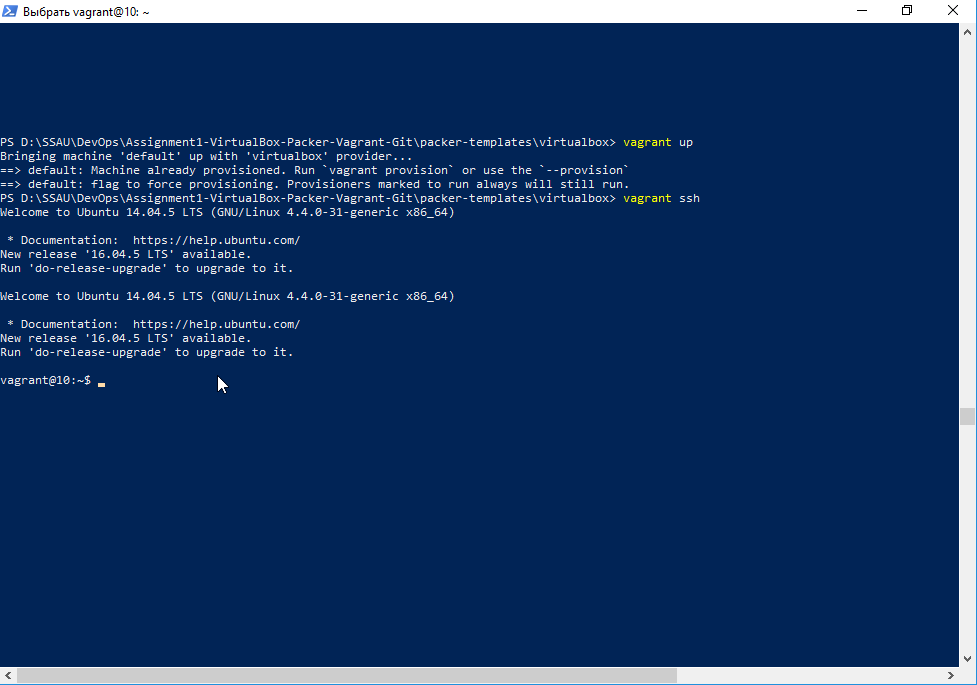 Выбрать vagrant@10: ~
PS D:\SSAU\DevOps\Assignment1-VirtualBox-Packer-Vagrant-Git\packer-templates\virtualbox> vagrant up
Bringing machine 'default' up with 'virtualbox' provider...
==> default: Machine already provisioned. Run `vagrant provision` or use the `--provision`
==> default: flag to force provisioning. Provisioners marked to run always will still run.
PS D:\SSAU\DevOps\Assignment1-VirtualBox-Packer-Vagrant-Git\packer-templates\virtualbox> vagrant ssh
Welcome to Ubuntu 14.04.5 LTS (GNU/Linux 4.4.0-31-generic x86_64)
 * Documentation:  https://help.ubuntu.com/
New release '16.04.5 LTS' available.
Run 'do-release-upgrade' to upgrade to it.
Welcome to Ubuntu 14.04.5 LTS (GNU/Linux 4.4.0-31-generic x86_64)
 * Documentation:  https://help.ubuntu.com/
New release '16.04.5 LTS' available.
Run 'do-release-upgrade' to upgrade to it.
vagrant@10:~$